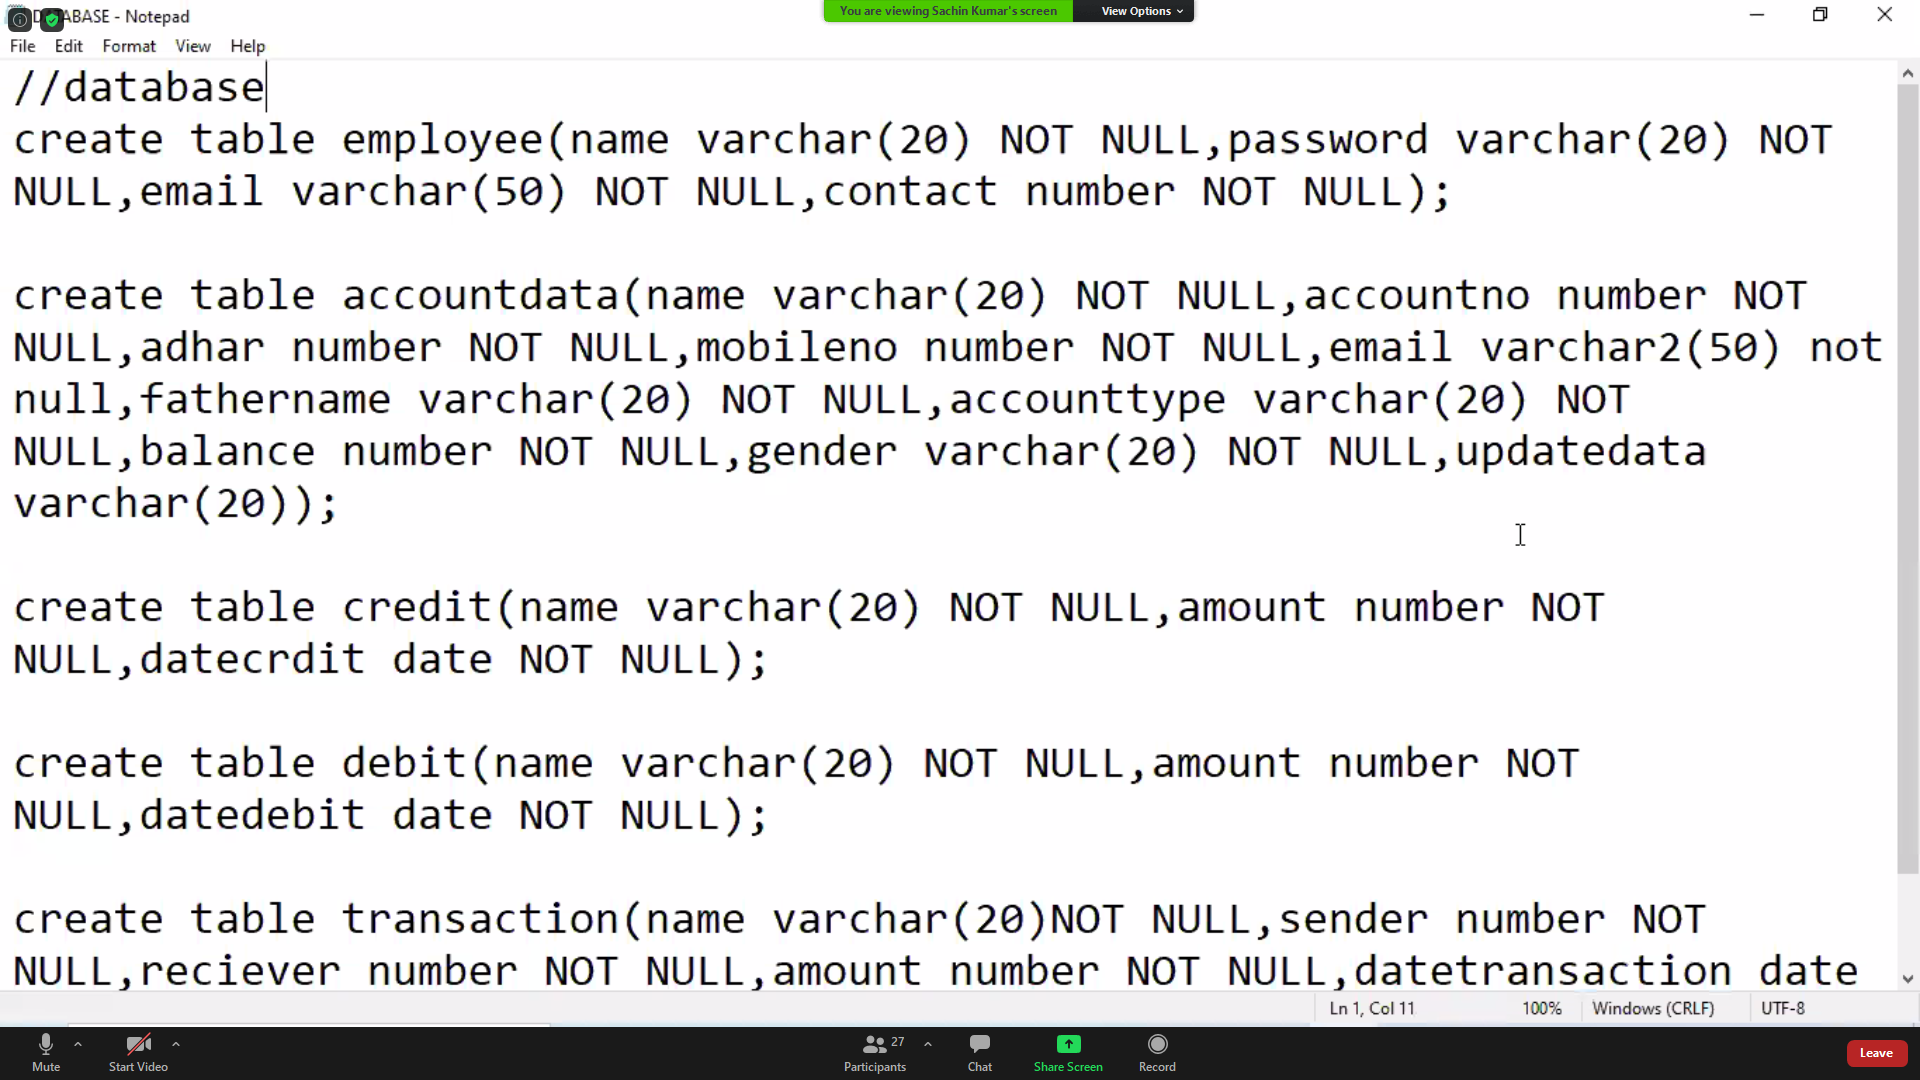 DATABASE - Notepad
You are viewing Sachin Kumar's screen View Options
File Edit Format View Help
//database
create table employee(name varchar(20) NOT NULL,password varchar(20) NOT
NULL,email varchar(50) NOT NULL,contact number NOT NULL);
create table accountdata(name varchar(20) NOT NULL,accountno number NOT
NULL,adhar number NOT NULL,mobileno number NOT NULL,email varchar2(50) not
null,fathername varchar(20) NOT NULL,accounttype varchar(20) NOT
NULL,balance number NOT NULL,gender varchar(20) NOT NULL,updatedata
varchar(20));
create table credit(name varchar(20) NOT NULL,amount number NOT
NULL,datecrdit date NOT NULL);
create table debit(name varchar(20) NOT NULL,amount number NOT
NULL,datedebit date NOT NULL);
create table transaction(name varchar(20)NOT NULL,sender number NOT
NULL,reciever number NOT NULL,amount number NOT NULL,datetransaction date
Ln 1, Col 11 100% Windows (CRLF) UTF-8
Mute Start Video 27 Participants Chat Share Screen Record Leave